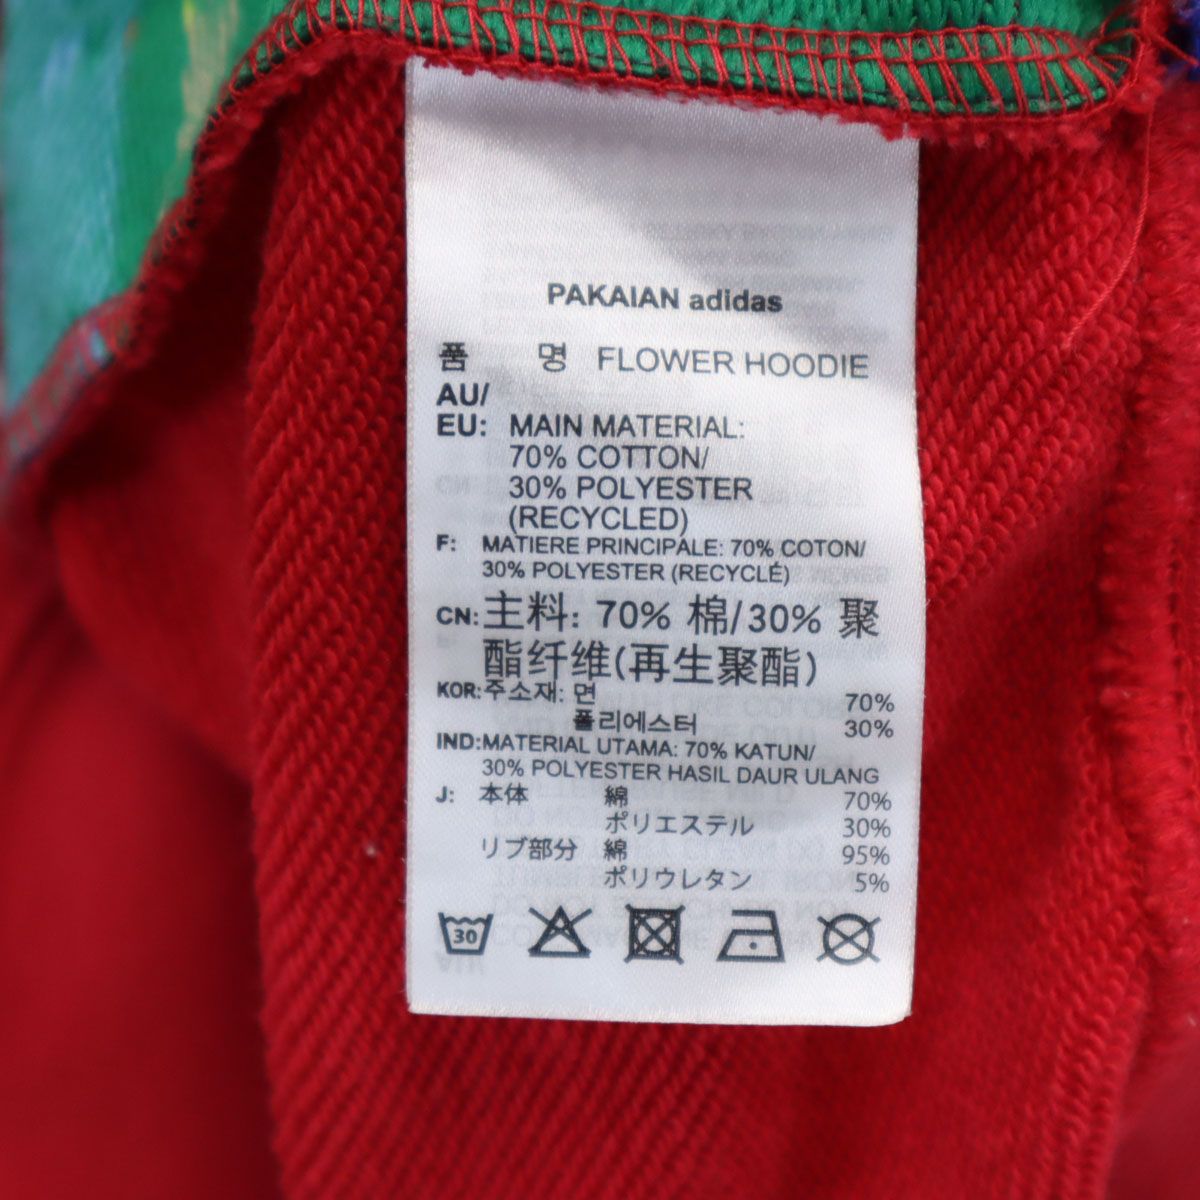 PAKAIAN adidas
품 명 FLOWER HOODIE
AU/
EU: MAIN MATERIAL:
70% COTTON/
30% POLYESTER
(RECYCLED)
F: MATIERE PRINCIPALE: 70% COTON/
30% POLYESTER (RECYCLÉ)
CN: 主料: 70% 棉/30% 聚
酯纤维(再生聚酯)
KOR: 주소재: 면 70%
폴리에스터 30%
IND: MATERIAL UTAMA: 70% KATUN/
30% POLYESTER HASIL DAUR ULANG
J: 本体 綿 70%
ポリエステル 30%
リブ部分 綿 95%
ポリウレタン 5%
30